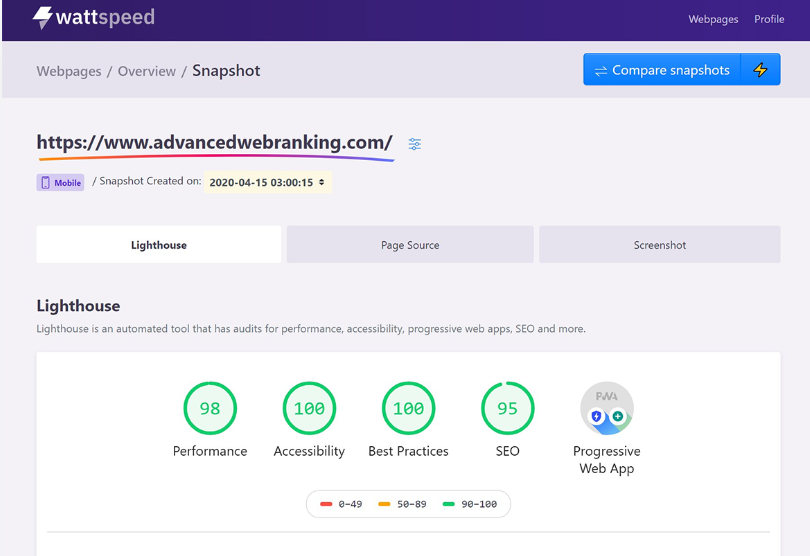 wattspeed
Webpages Profile
Webpages / Overview / Snapshot
Compare snapshots
https://www.advancedwebranking.com/
Mobile / Snapshot Created on: 2020-04-15 03:00:15
Lighthouse Page Source Screenshot
Lighthouse
Lighthouse is an automated tool that has audits for performance, accessibility, progressive web apps, SEO and more.
98 100 100 95 PWA
Performance Accessibility Best Practices SEO Progressive
Web App
0-49 50-89 90-100